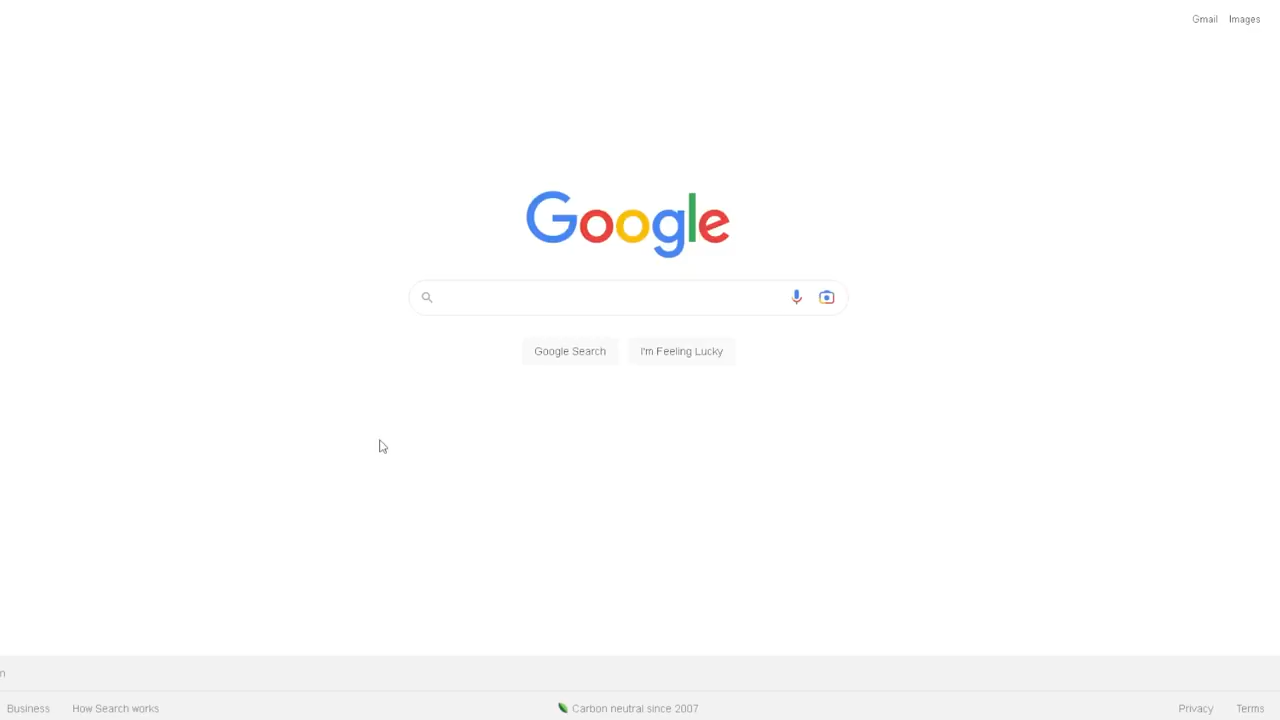 Gmail Images
Google
Google Search I'm Feeling Lucky
n
Business How Search works Carbon neutral since 2007 Privacy Terms